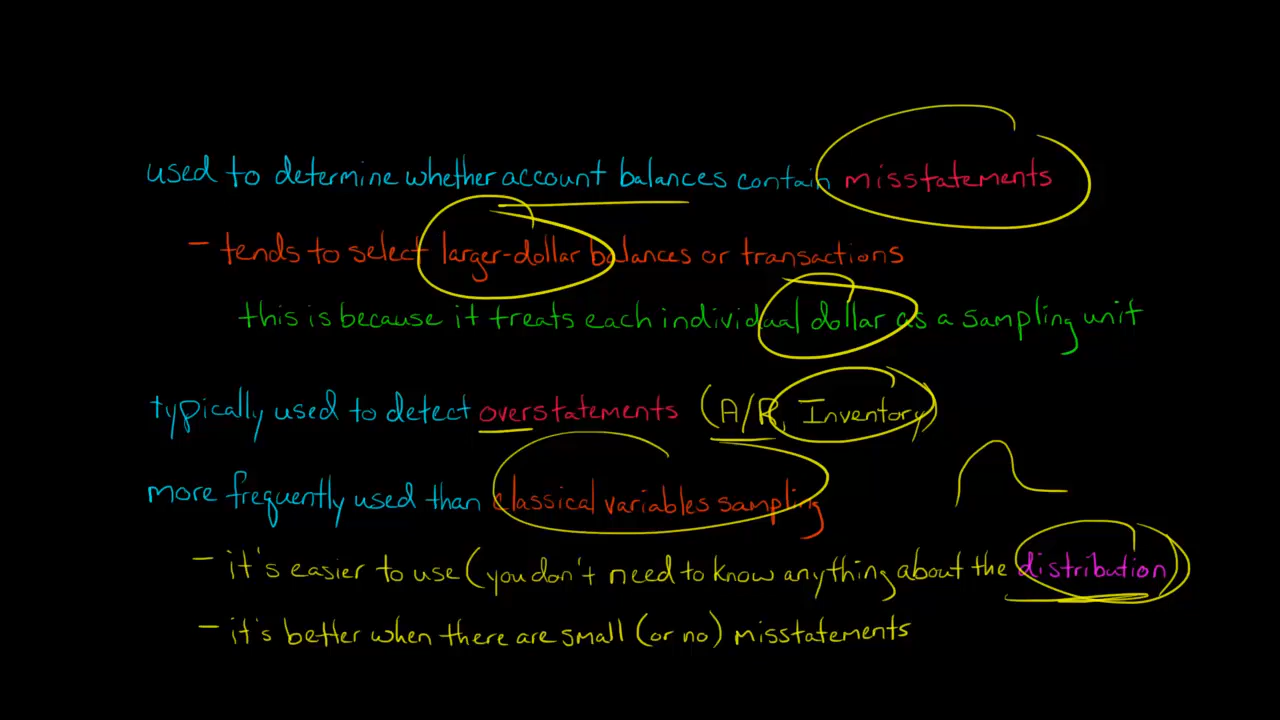 used to determine whether account balances contain misstatements
- tends to select larger-dollar balances or transactions
this is because it treats each individual dollar as a sampling unit
typically used to detect overstatements (A/R, Inventory)
more frequently used than classical variables sampling
- it's easier to use (you don't need to know anything about the distribution)
- it's better when there are small (or no) misstatements